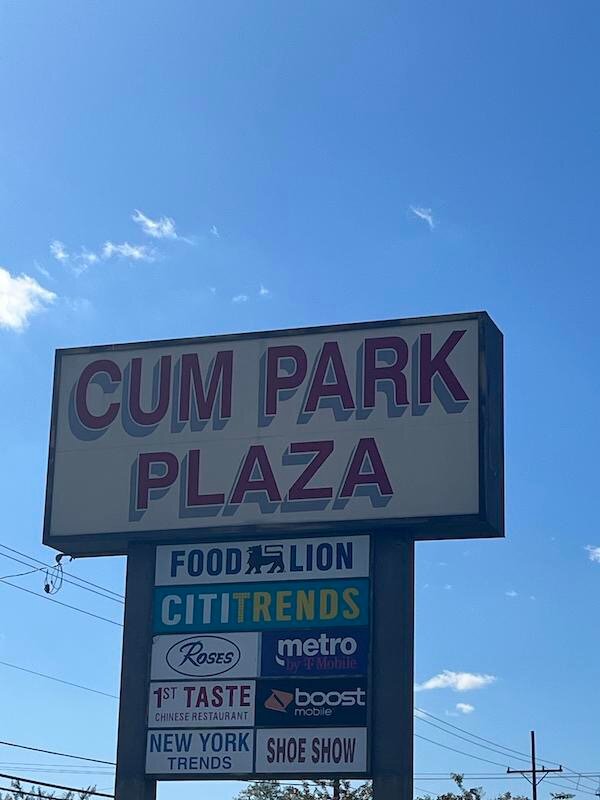 CUM PARK
PLAZA
FOOD LION
CITITRENDS
ROSES
metro
by T Mobile
1ST TASTE
CHINESE RESTAURANT
boost
mobile
NEW YORK
TRENDS
SHOE SHOW